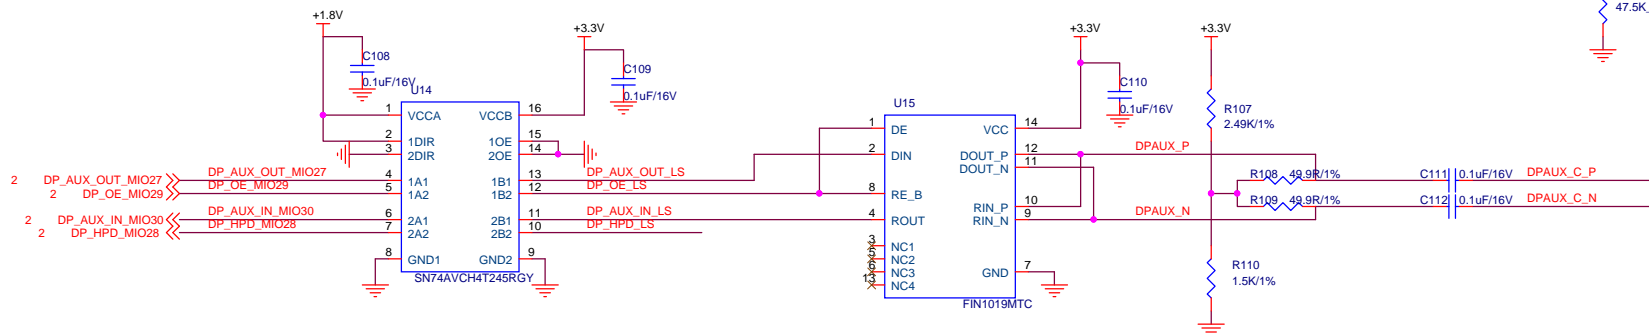 +1.8V
C108
0.1uF/16V
+3.3V
C109
0.1uF/16V
U14
1 VCCA VCCB 16
2 1DIR 1OE 15
3 2DIR 2OE 14
4 1A1 1B1 13
5 1A2 1B2 12
6 2A1 2B1 11
7 2A2 2B2 10
8 GND1 GND2 9
SN74AVCH4T245RGY
2 DP_AUX_OUT_MIO27 DP_AUX_OUT_MIO27
2 DP_OE_MIO29 DP_OE_MIO29
2 DP_AUX_IN_MIO30 DP_AUX_IN_MIO30
2 DP_HPD_MIO28 DP_HPD_MIO28
DP_AUX_OUT_LS
DP_OE_LS
DP_AUX_IN_LS
DP_HPD_LS
+3.3V
C110
0.1uF/16V
U15
1 DE VCC 14
2 DIN DOUT_P 12
DOUT_N 11
8 RE_B RIN_P 10
4 ROUT RIN_N 9
3 NC1
5 NC2
6 NC3 GND 7
13 NC4
FIN1019MTC
DPAUX_P
DPAUX_N
+3.3V
R107
2.49K/1%
R108 49.9R/1%
R109 49.9R/1%
R110
1.5K/1%
C111 0.1uF/16V DPAUX_C_P
C112 0.1uF/16V DPAUX_C_N
47.5K